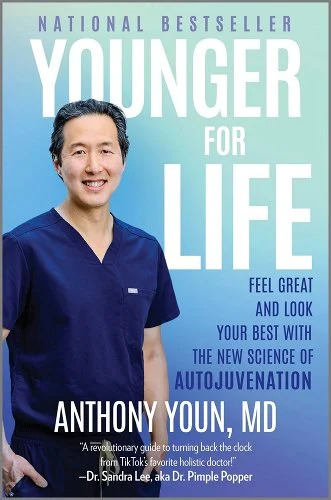 NATIONAL BESTSELLER
YOUNGER
FOR
LIFE
FEEL GREAT
AND LOOK
YOUR BEST WITH
THE NEW SCIENCE OF
AUTOJUVENATION
ANTHONY YOUN, MD
“A revolutionary guide to turning back the clock
from TikTok’s favorite holistic doctor!”
—Dr. Sandra Lee, aka Dr. Pimple Popper